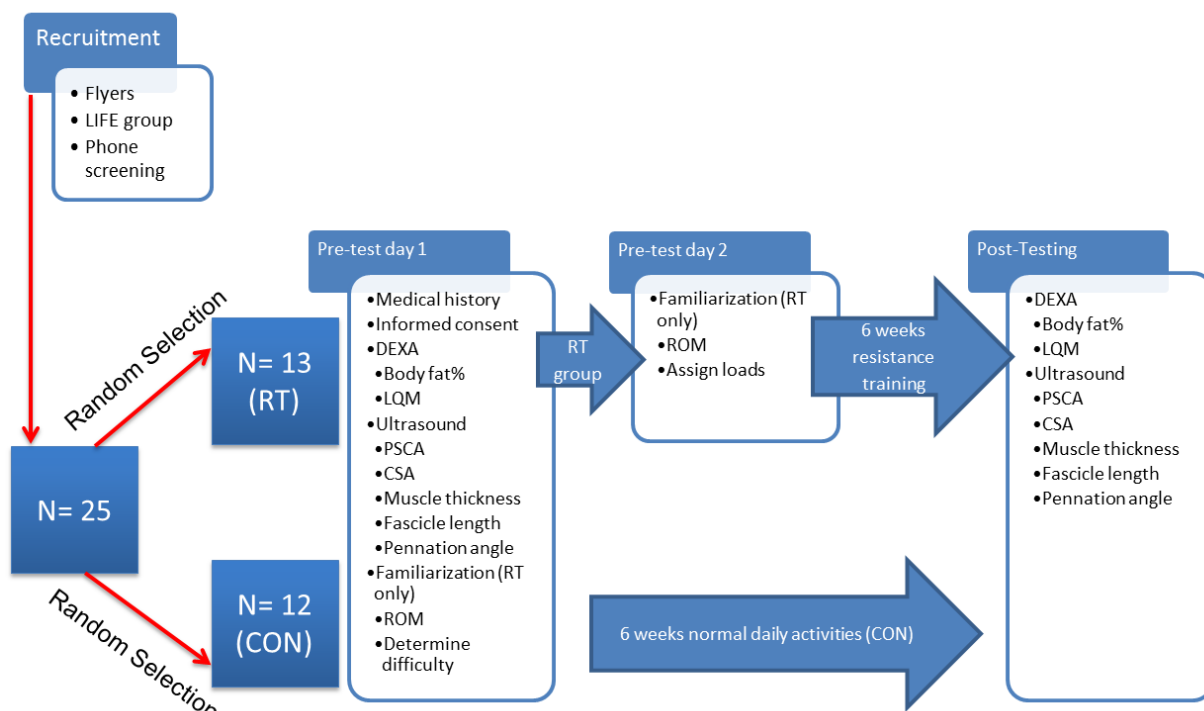 Recruitment
• Flyers
• LIFE group
• Phone
screening
N= 25
Random Selection
N= 13
(RT)
Random Selection
N= 12
(CON)
Pre-test day 1
•Medical history
•Informed consent
•DEXA
•Body fat%
•LQM
•Ultrasound
•PSCA
•CSA
•Muscle thickness
•Fascicle length
•Pennation angle
•Familiarization (RT
only)
•ROM
•Determine
difficulty
RT
group
Pre-test day 2
•Familiarization (RT
only)
•ROM
•Assign loads
6 weeks
resistance
training
6 weeks normal daily activities (CON)
Post-Testing
•DEXA
•Body fat%
•LQM
•Ultrasound
•PSCA
•CSA
•Muscle thickness
•Fascicle length
•Pennation angle